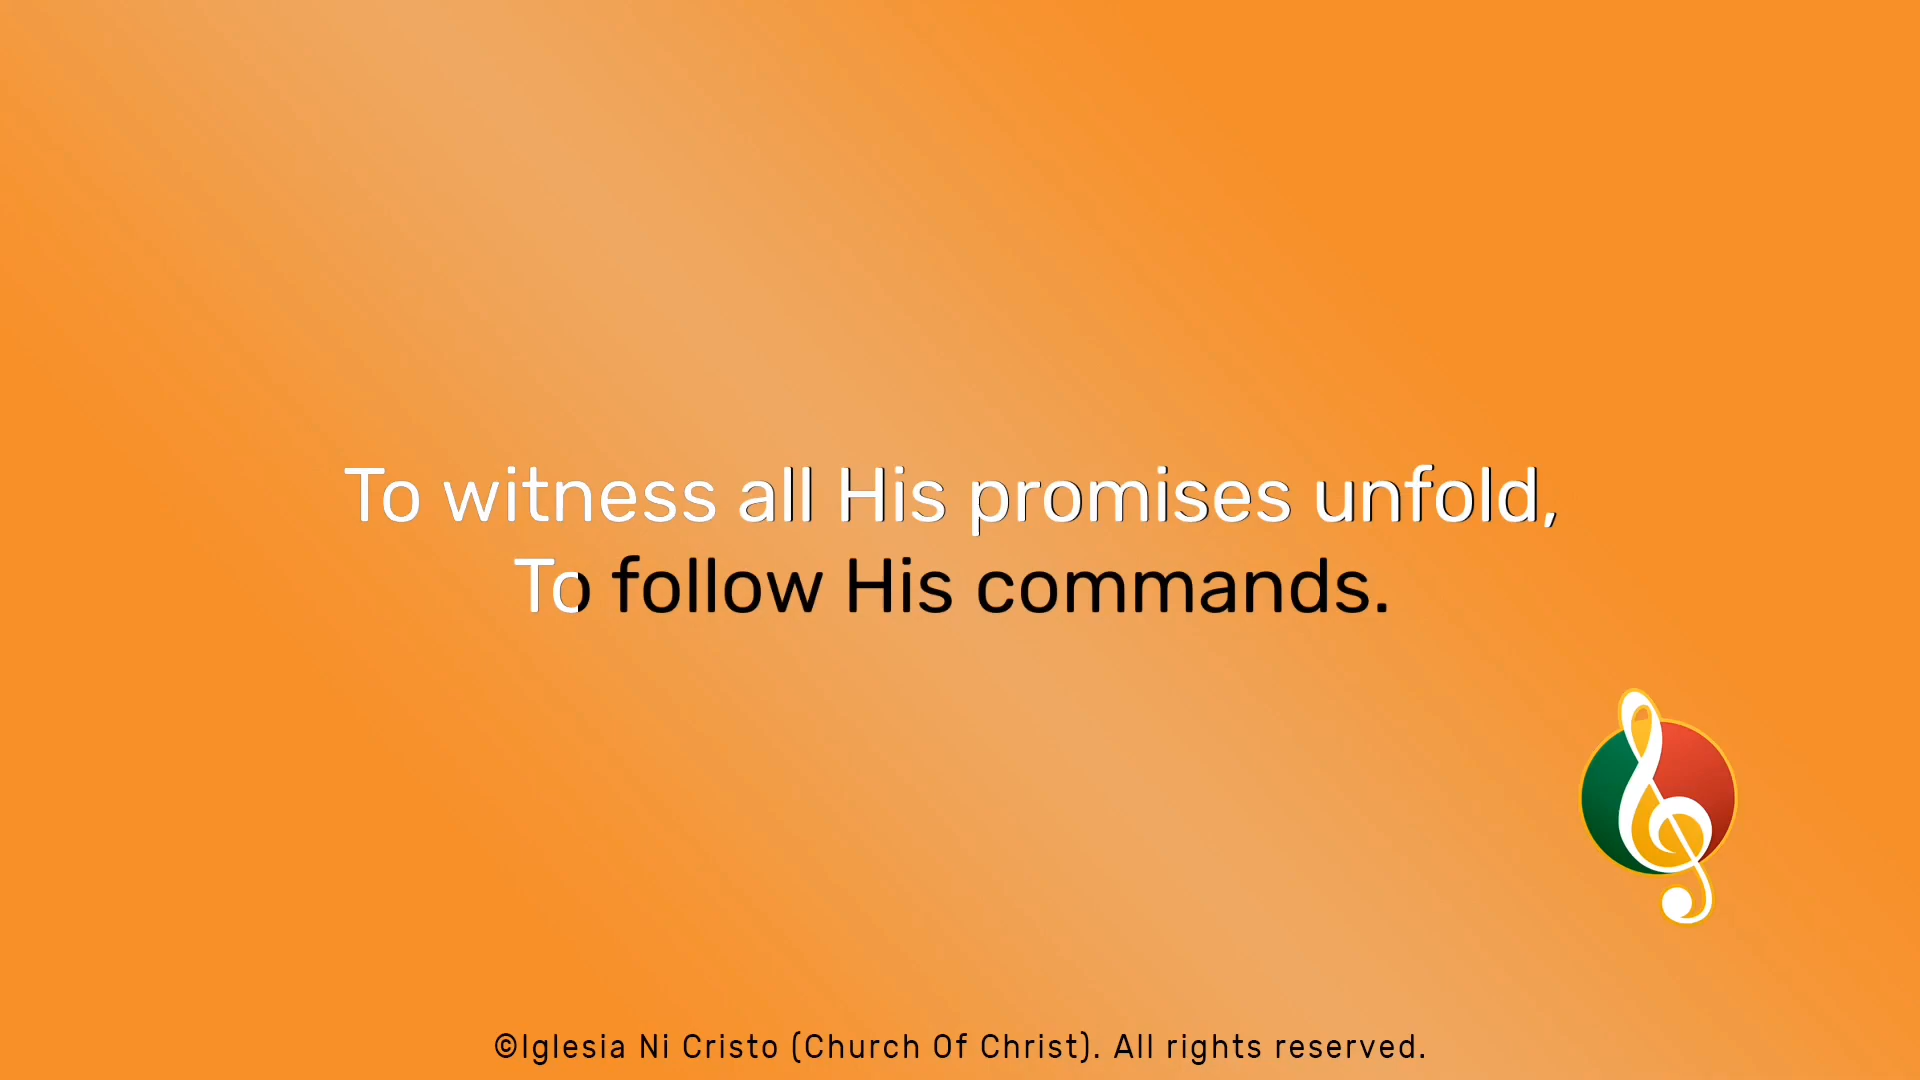 To witness all His promises unfold,
To follow His commands.
©Iglesia Ni Cristo (Church Of Christ). All rights reserved.